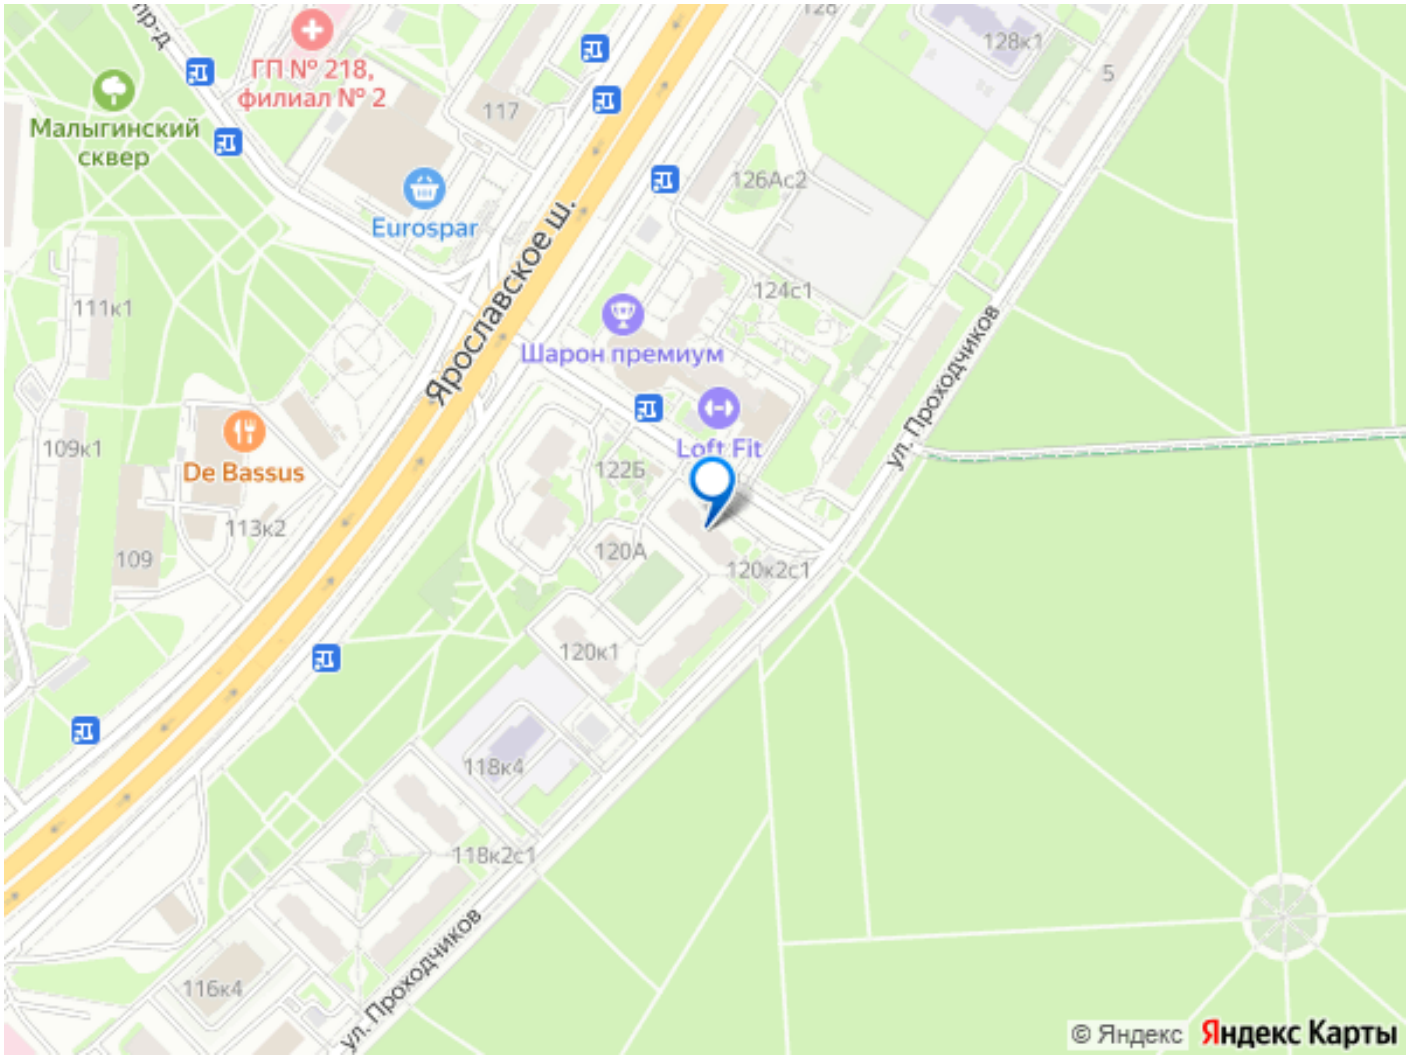 пр-д
128
128к1
ГП № 218,
филиал № 2
5
117
Малыгинский
сквер
126Ас2
Eurospar
Ярославское ш.
124с1
111к1
Шарон премиум
ул. Проходчиков
109к1
Loft Fit
De Bassus
122Б
113к2
120А
109
120к2с1
120к1
118к4
118к2с1
ул. Проходчиков
116к4
© Яндекс Яндекс Карты